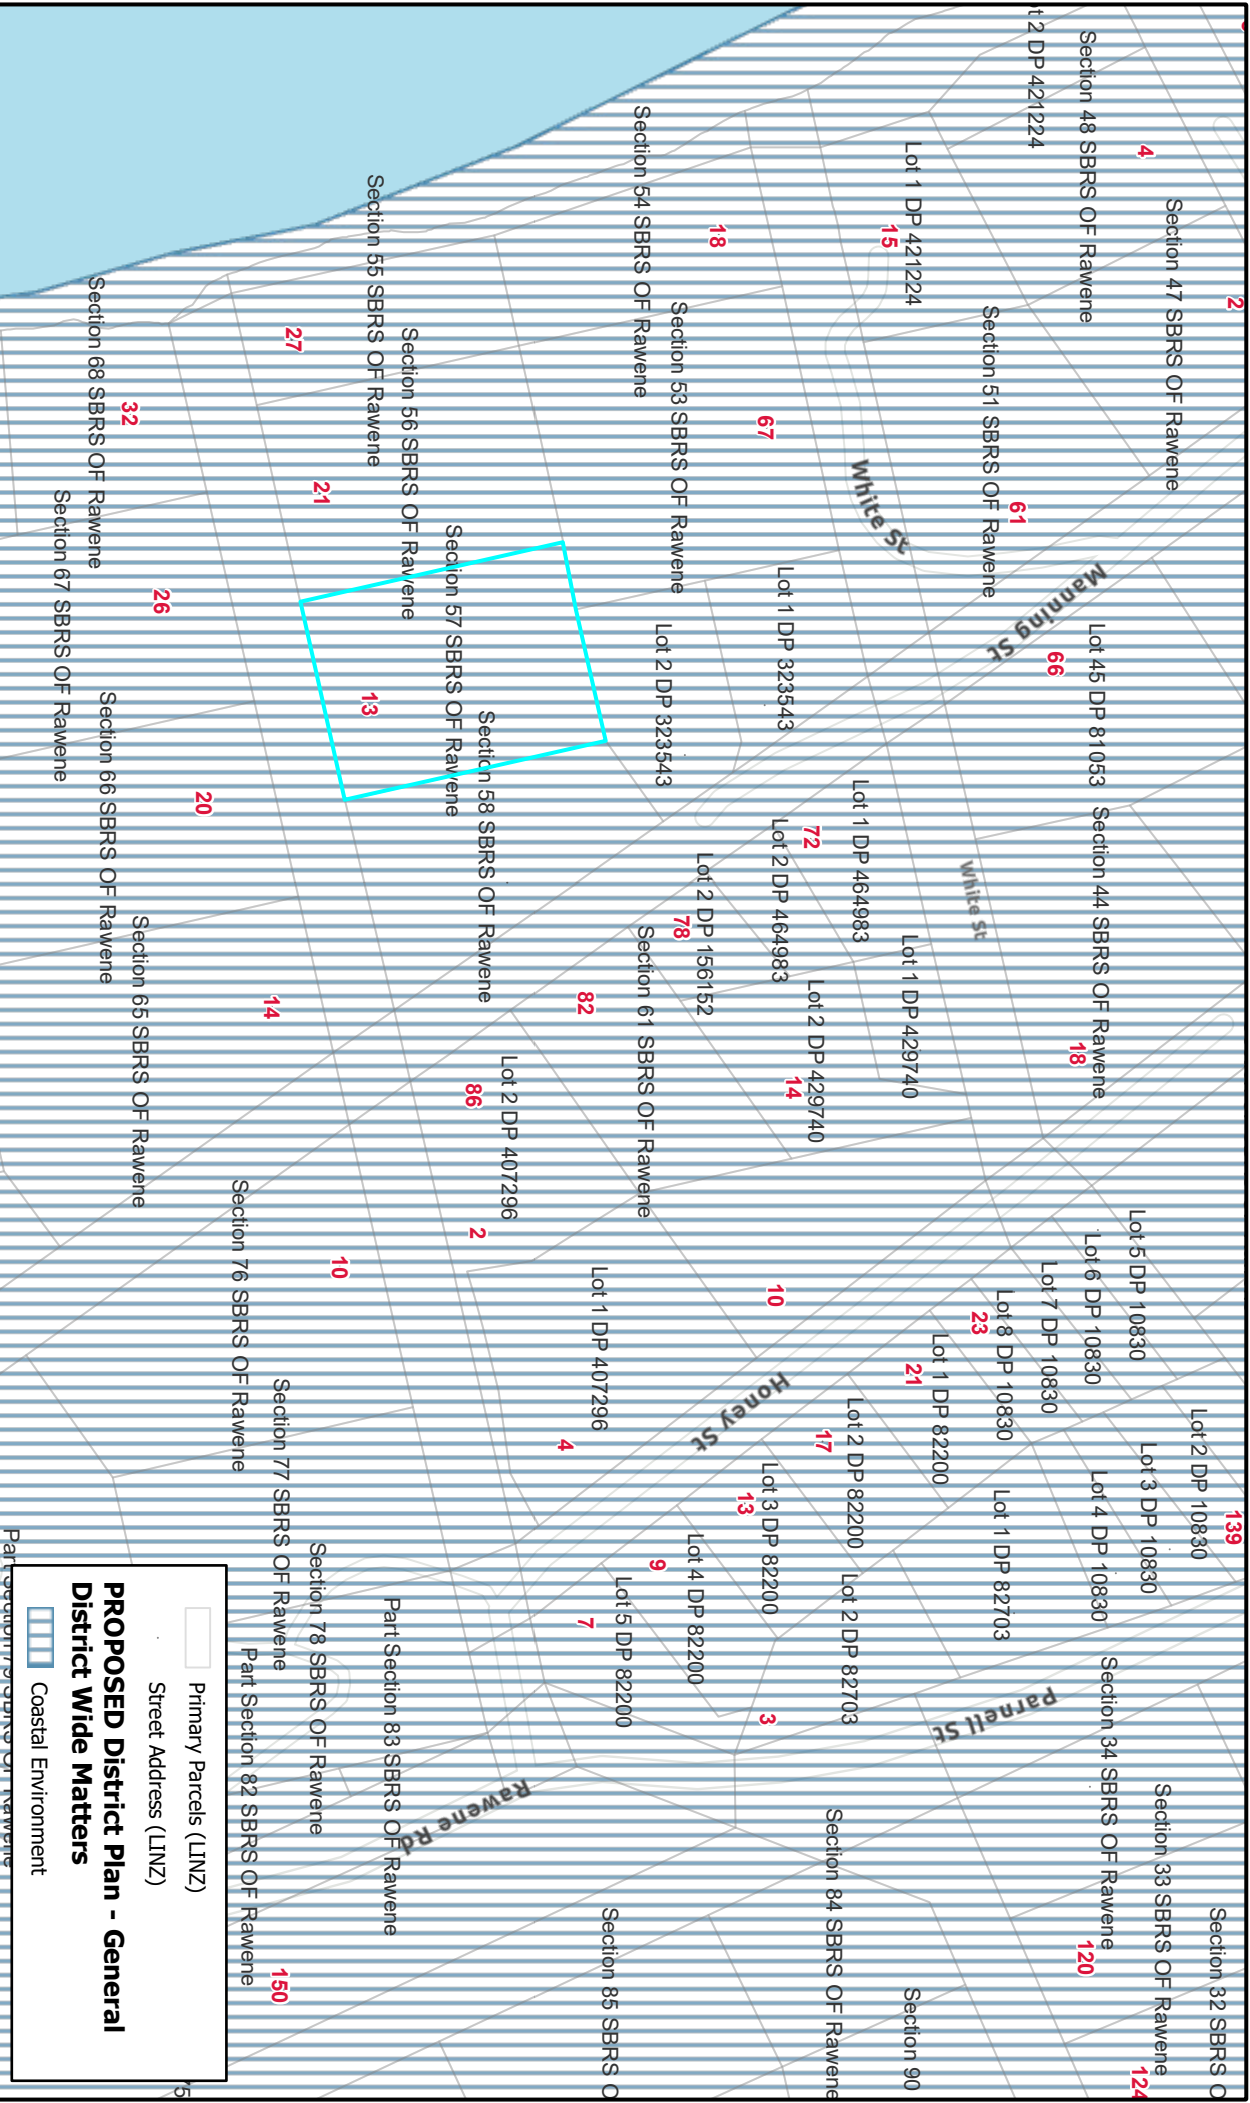 2
139
Section 32 SBRS O
Section 47 SBRS OF Rawene
Lot 2 DP 10830
4
Lot 5 DP 10830
Lot 3 DP 10830
Section 33 SBRS OF Rawene
124
Section 48 SBRS OF Rawene
Lot 45 DP 81053
Section 44 SBRS OF Rawene
Lot 6 DP 10830
Lot 4 DP 10830
Section 34 SBRS OF Rawene
120
66
18
t 2 DP 421224
Manning St
Lot 7 DP 10830
61
Section 51 SBRS OF Rawene
White St
Lot 8 DP 10830
Lot 1 DP 82703
Parnell St
23
Lot 1 DP 421224
15
Lot 1 DP 429740
Lot 1 DP 82200
21
Section 90
White St
Lot 1 DP 464983
Lot 2 DP 82200
Lot 2 DP 82703
Section 84 SBRS OF Rawene
72
Lot 2 DP 429740
14
17
67
Lot 1 DP 323543
Lot 2 DP 464983
10
Honey St
Lot 3 DP 82200
13
3
18
Lot 2 DP 156152
78
Lot 4 DP 82200
Section 53 SBRS OF Rawene
Lot 2 DP 323543
9
Section 54 SBRS OF Rawene
Section 61 SBRS OF Rawene
Lot 5 DP 82200
Section 85 SBRS O
82
Lot 1 DP 407296
7
4
Lot 2 DP 407296
86
2
Rawene Rd
Section 58 SBRS OF Rawene
Section 57 SBRS OF Rawene
Section 56 SBRS OF Rawene
Part Section 83 SBRS OF Rawene
Section 55 SBRS OF Rawene
13
10
27
21
Section 78 SBRS OF Rawene
14
Section 77 SBRS OF Rawene
150
Section 76 SBRS OF Rawene
Part Section 82 SBRS OF Rawene
20
26
32
Section 65 SBRS OF Rawene
Section 68 SBRS OF Rawene
Section 66 SBRS OF Rawene
Section 67 SBRS OF Rawene
75
Primary Parcels (LINZ)
Street Address (LINZ)
PROPOSED District Plan - General
District Wide Matters
Coastal Environment